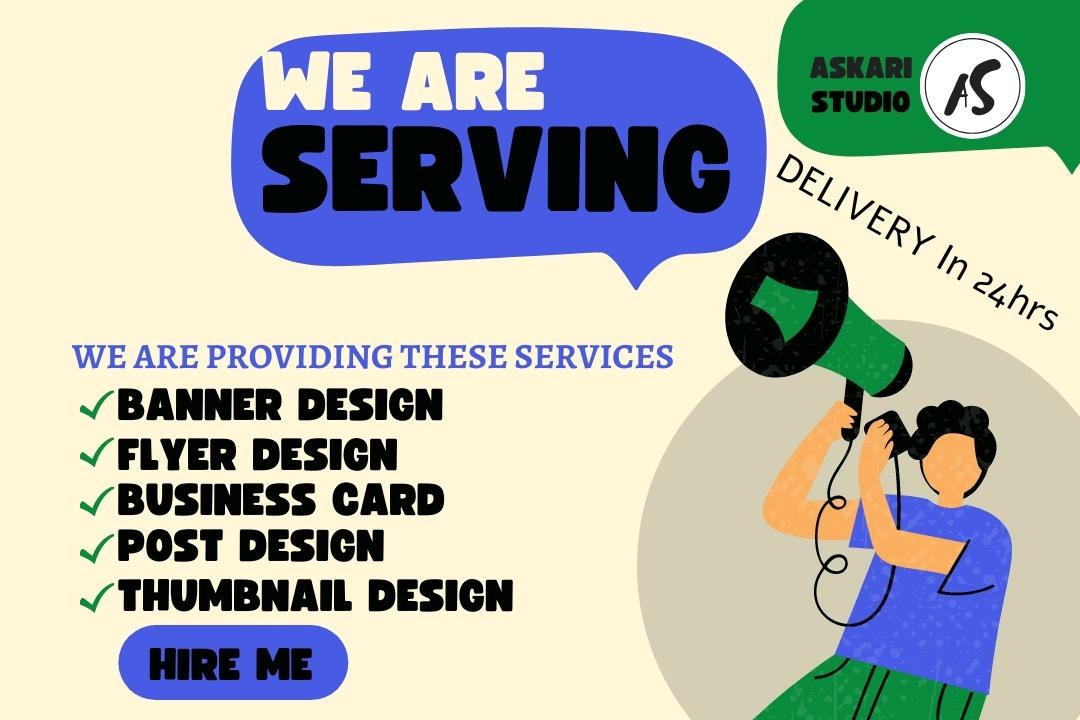 WE ARE
SERVING
ASKARI
STUDIO
AS
DELIVERY In 24hrs
WE ARE PROVIDING THESE SERVICES
BANNER DESIGN
FLYER DESIGN
BUSINESS CARD
POST DESIGN
THUMBNAIL DESIGN
HIRE ME